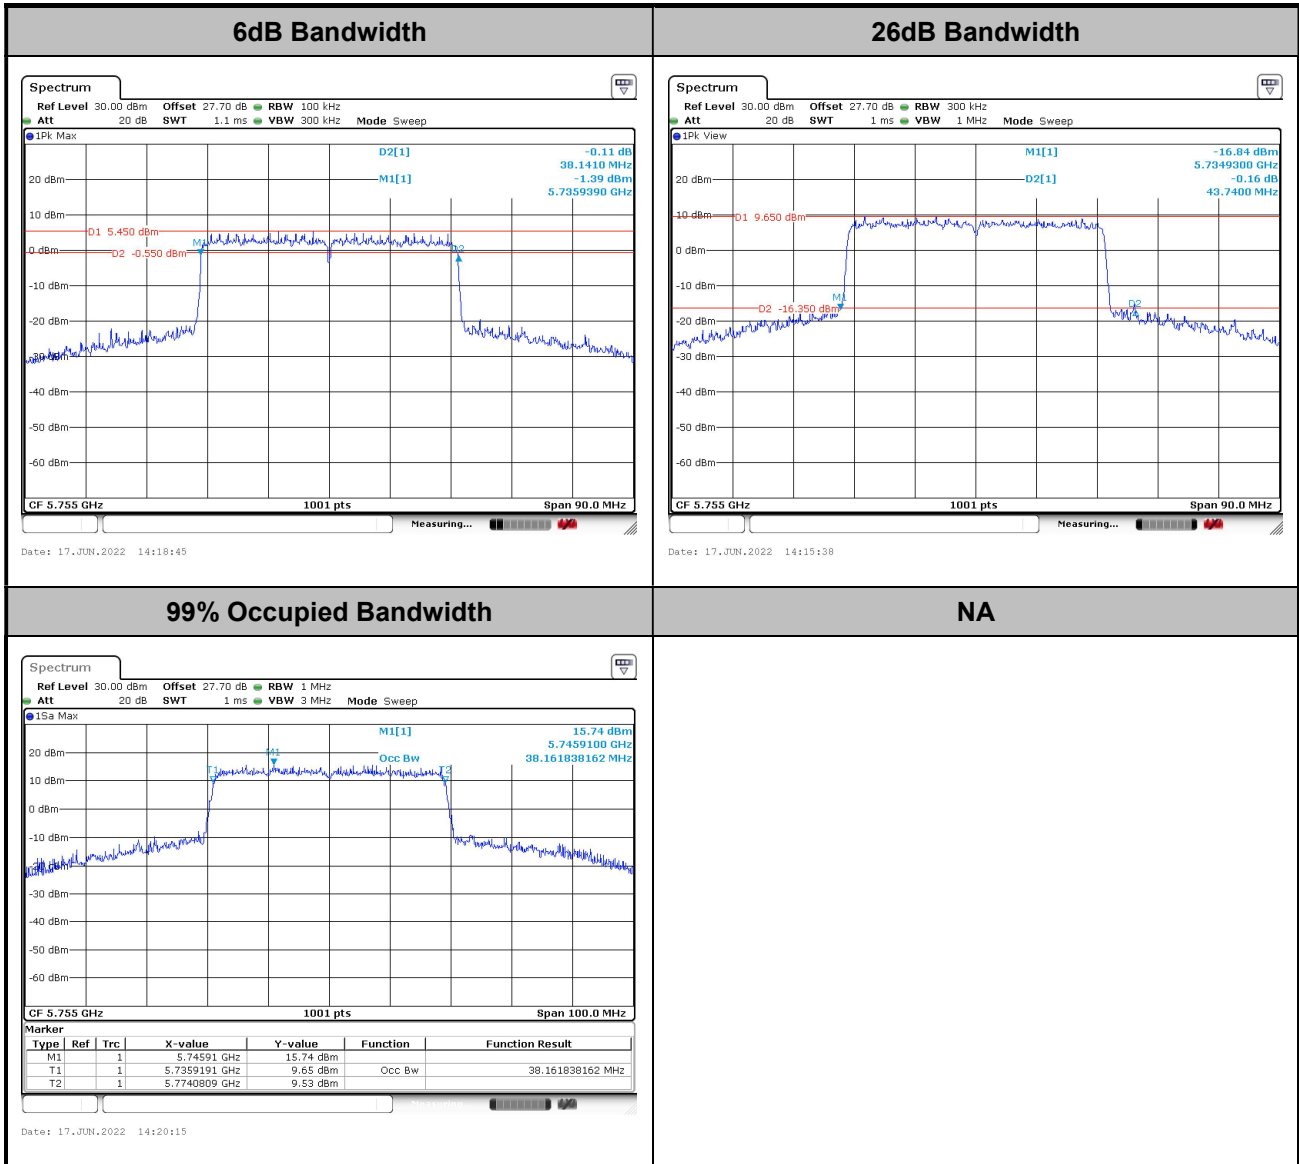 6dB Bandwidth
26dB Bandwidth
Spectrum
Ref Level 30.00 dBm Offset 27.70 dB RBW 100 kHz
Att 20 dB SWT 1.1 ms VBW 300 kHz Mode Sweep
1Pk Max
D2[1] -0.11 dB
38.1410 MHz
M1[1] -1.39 dBm
5.7359390 GHz
20 dBm
10 dBm
D1 5.450 dBm
M1
D2
0 dBm
D2 -0.550 dBm
-10 dBm
-20 dBm
-30 dBm
-40 dBm
-50 dBm
-60 dBm
CF 5.755 GHz 1001 pts Span 90.0 MHz
Measuring...
Date: 17.JUN.2022 14:18:45
Spectrum
Ref Level 30.00 dBm Offset 27.70 dB RBW 300 kHz
Att 20 dB SWT 1 ms VBW 1 MHz Mode Sweep
1Pk View
M1[1] -16.84 dBm
5.7349300 GHz
D2[1] -0.16 dB
43.7400 MHz
20 dBm
10 dBm
D1 9.650 dBm
0 dBm
-10 dBm
M1
D2
D2 -16.350 dBm
-20 dBm
-30 dBm
-40 dBm
-50 dBm
-60 dBm
CF 5.755 GHz 1001 pts Span 90.0 MHz
Measuring...
Date: 17.JUN.2022 14:15:38
99% Occupied Bandwidth
NA
Spectrum
Ref Level 30.00 dBm Offset 27.70 dB RBW 1 MHz
Att 20 dB SWT 1 ms VBW 3 MHz Mode Sweep
1Sa Max
M1[1] 15.74 dBm
5.7459100 GHz
Occ Bw 38.161838162 MHz
20 dBm
M1
T1
T2
10 dBm
0 dBm
-10 dBm
-20 dBm
-30 dBm
-40 dBm
-50 dBm
-60 dBm
CF 5.755 GHz 1001 pts Span 100.0 MHz
Marker
Type Ref Trc X-value Y-value Function Function Result
M1 1 5.74591 GHz 15.74 dBm
T1 1 5.7359191 GHz 9.65 dBm Occ Bw 38.161838162 MHz
T2 1 5.7740809 GHz 9.53 dBm
Measuring...
Date: 17.JUN.2022 14:20:15